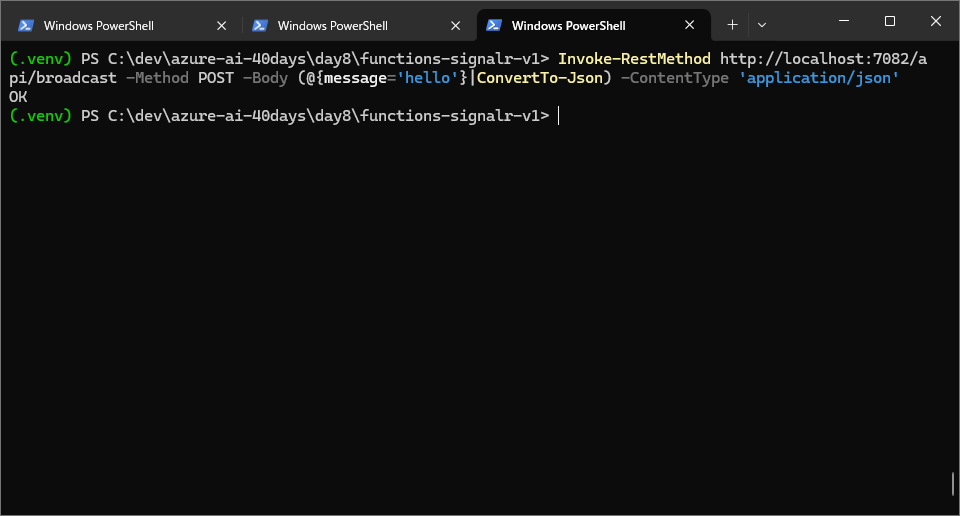 Windows PowerShell
Windows PowerShell
Windows PowerShell
(.venv) PS C:\dev\azure-ai-40days\day8\functions-signalr-v1> Invoke-RestMethod http://localhost:7082/a
pi/broadcast -Method POST -Body (@{message='hello'}|ConvertTo-Json) -ContentType 'application/json'
OK
(.venv) PS C:\dev\azure-ai-40days\day8\functions-signalr-v1>